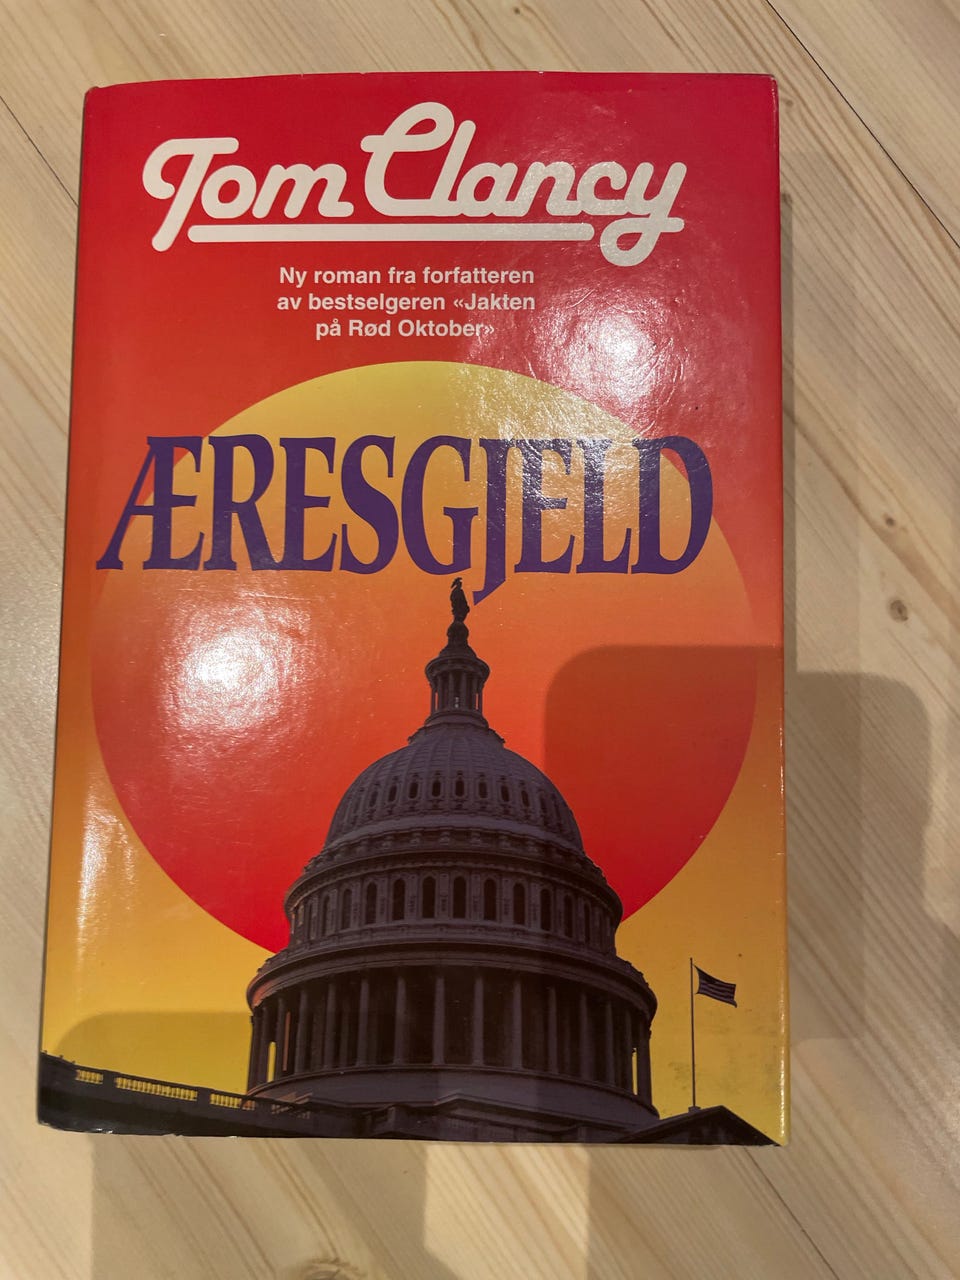 Tom Clancy
Ny roman fra forfatteren
av bestselgeren «Jakten
på Rød Oktober»
ÆRESGJELD